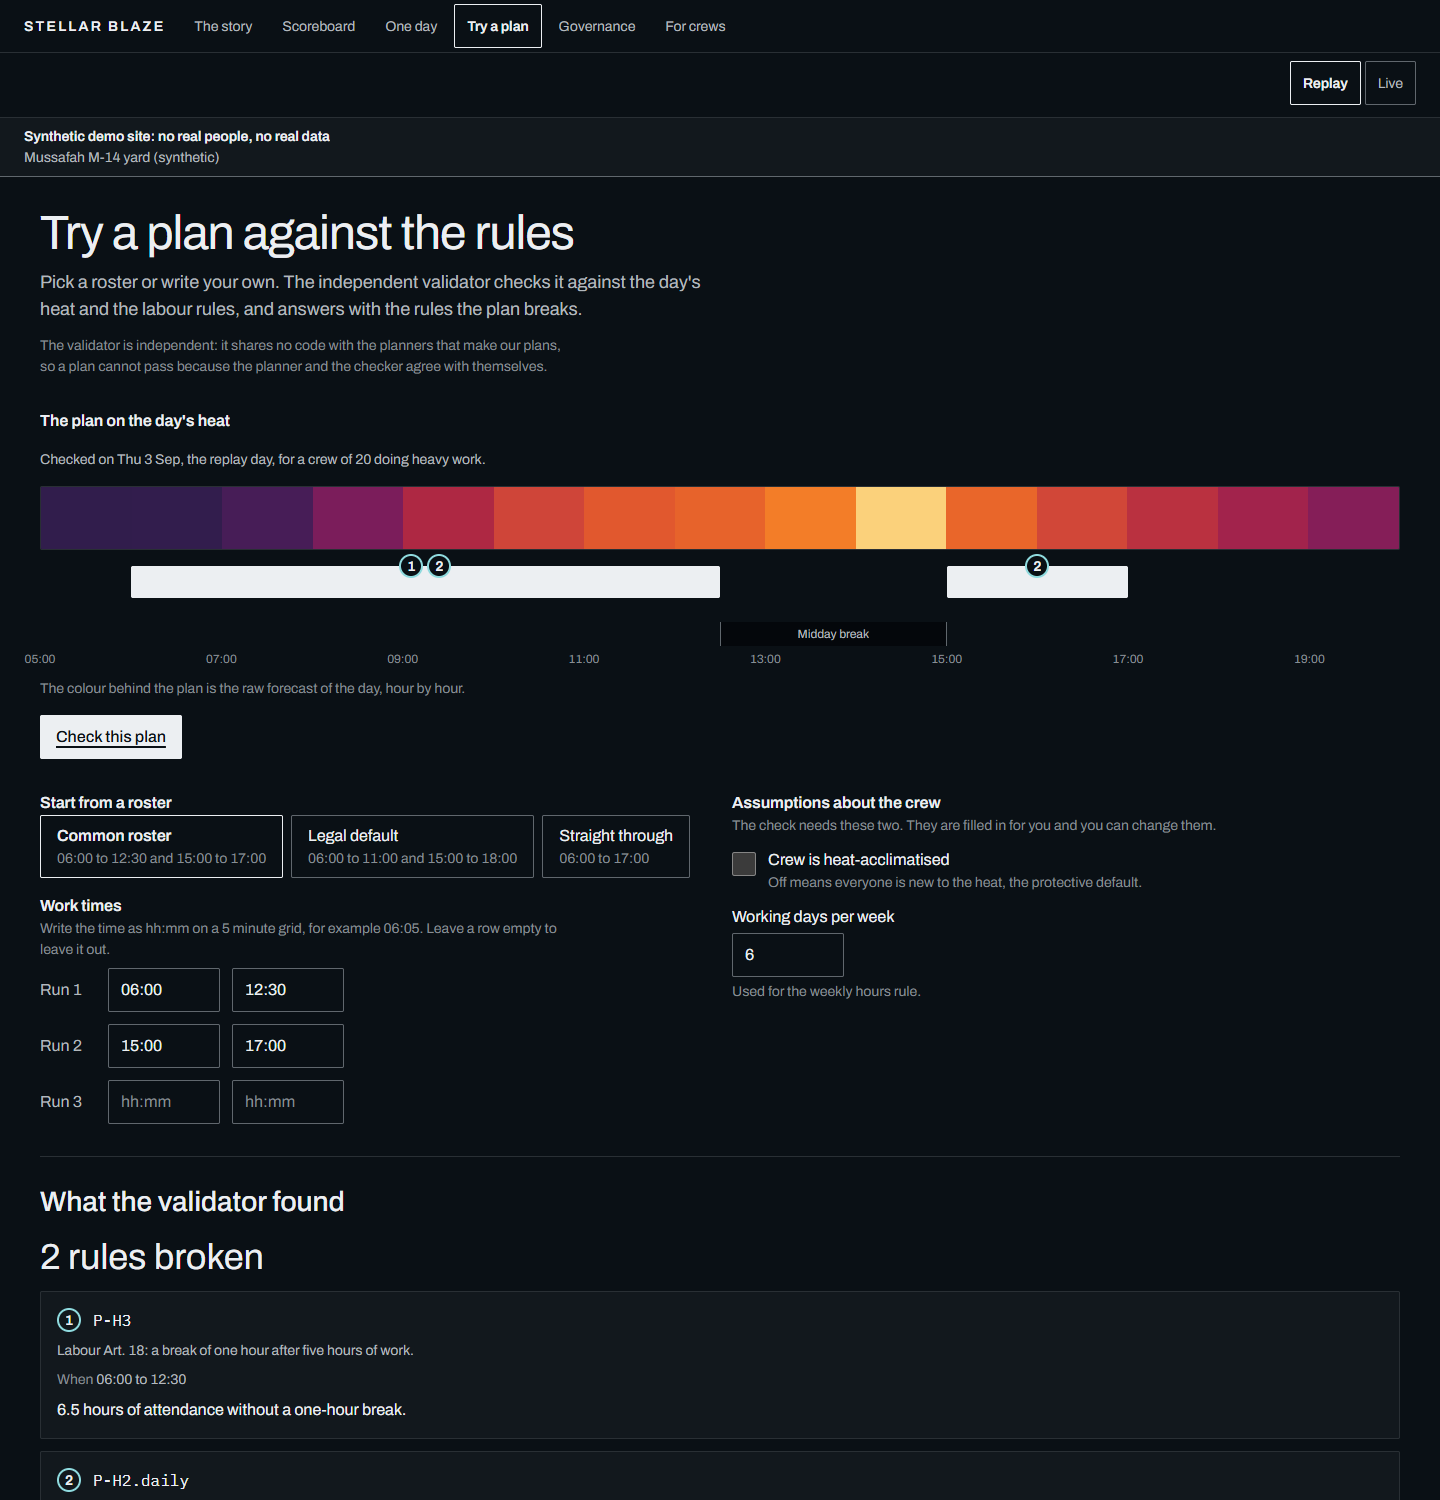 STELLAR BLAZE The story Scoreboard One day Try a plan Governance For crews
Replay Live
Synthetic demo site: no real people, no real data
Mussafah M-14 yard (synthetic)
Try a plan against the rules
Pick a roster or write your own. The independent validator checks it against the day's
heat and the labour rules, and answers with the rules the plan breaks.
The validator is independent: it shares no code with the planners that make our plans,
so a plan cannot pass because the planner and the checker agree with themselves.
The plan on the day's heat
Checked on Thu 3 Sep, the replay day, for a crew of 20 doing heavy work.
1 2 2
Midday break
05:00 07:00 09:00 11:00 13:00 15:00 17:00 19:00
The colour behind the plan is the raw forecast of the day, hour by hour.
Check this plan
Start from a roster
Common roster
06:00 to 12:30 and 15:00 to 17:00
Legal default
06:00 to 11:00 and 15:00 to 18:00
Straight through
06:00 to 17:00
Work times
Write the time as hh:mm on a 5 minute grid, for example 06:05. Leave a row empty to
leave it out.
Run 1 06:00 12:30
Run 2 15:00 17:00
Run 3 hh:mm hh:mm
Assumptions about the crew
The check needs these two. They are filled in for you and you can change them.
Crew is heat-acclimatised
Off means everyone is new to the heat, the protective default.
Working days per week
6
Used for the weekly hours rule.
What the validator found
2 rules broken
1 P-H3
Labour Art. 18: a break of one hour after five hours of work.
When 06:00 to 12:30
6.5 hours of attendance without a one-hour break.
2 P-H2.daily